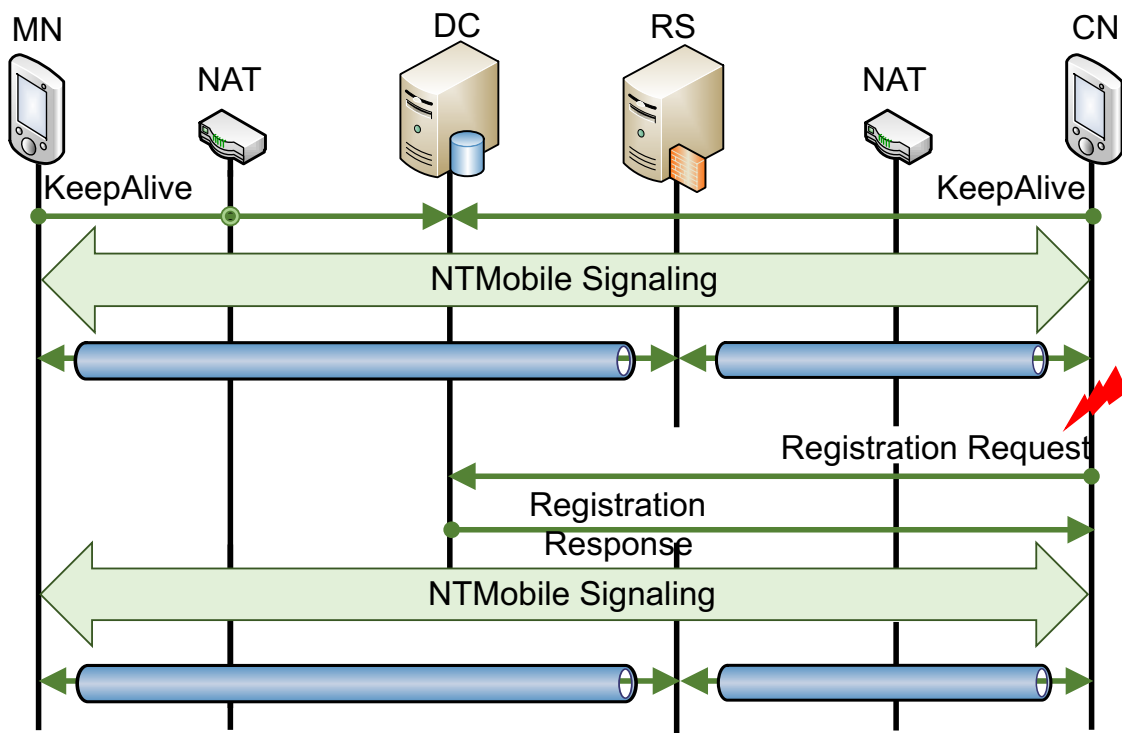 MN
NAT
DC
RS
NAT
CN
KeepAlive
KeepAlive
NTMobile Signaling
Registration Request
Registration
Response
NTMobile Signaling